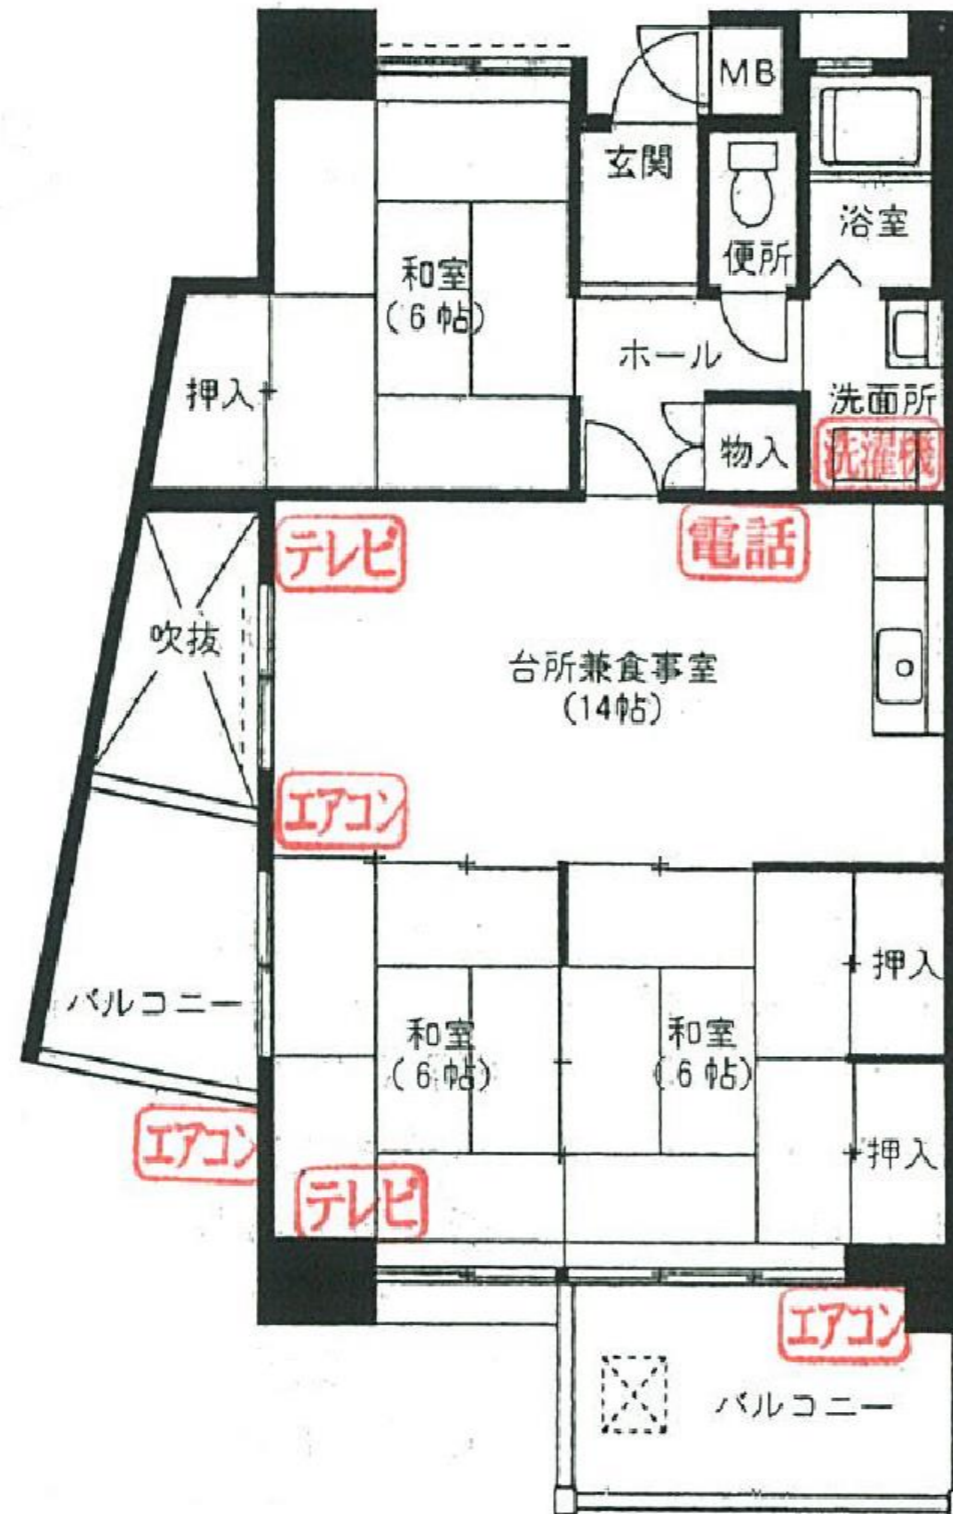 MB
玄関
便所
浴室
和室
(6帖)
ホール
押入
洗面所
洗濯機
物入
テレビ
電話
吹抜
台所兼食事室
(14帖)
エアコン
バルコニー
和室
(6帖)
和室
(6帖)
押入
押入
エアコン
テレビ
エアコン
バルコニー